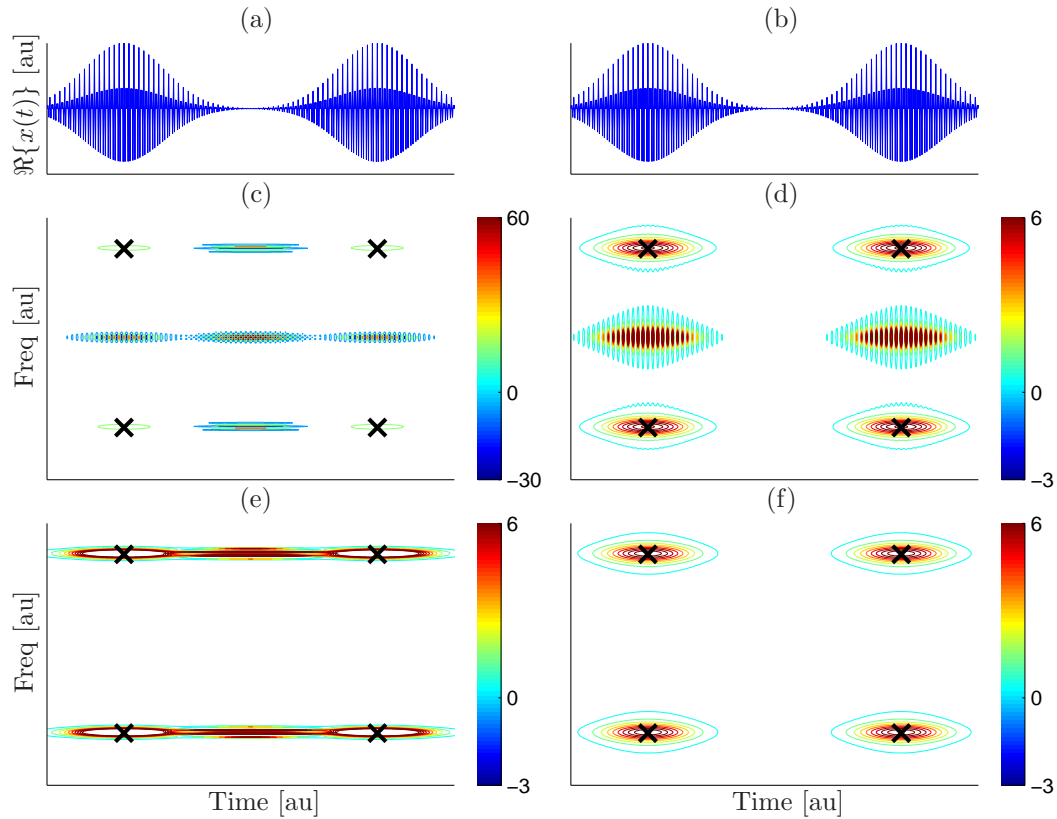 (a)
(b)
ℜ{x(t)} [au]
(c)
(d)
Freq [au]
60
0
−30
6
0
−3
(e)
(f)
Freq [au]
6
0
−3
6
0
−3
Time [au]
Time [au]